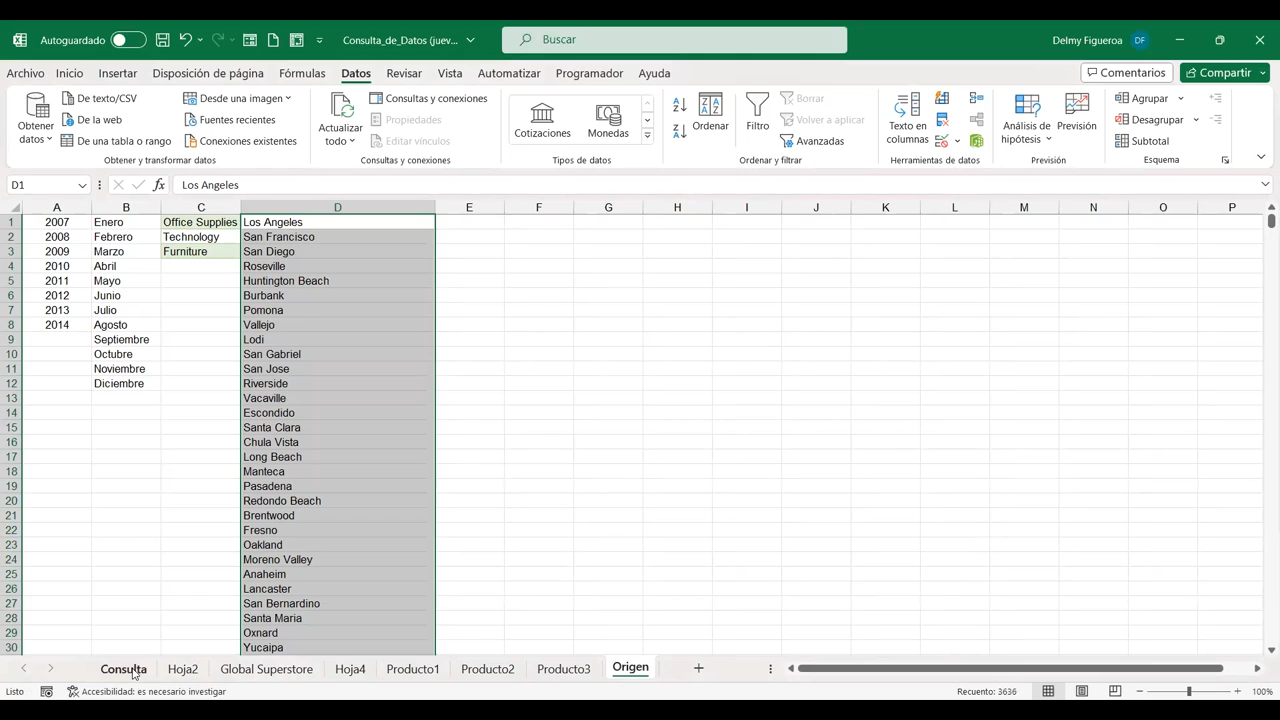 Autoguardado Consulta_de_Datos (juev... Buscar Delmy Figueroa DF
Archivo Inicio Insertar Disposición de página Fórmulas Datos Revisar Vista Automatizar Programador Ayuda Comentarios Compartir
Obtener datos De texto/CSV De la web De una tabla o rango Desde una imagen Fuentes recientes Conexiones existentes
Obtener y transformar datos
Actualizar todo Consultas y conexiones Propiedades Editar vínculos
Consultas y conexiones
Cotizaciones Monedas
Tipos de datos
Ordenar Filtro Borrar Volver a aplicar Avanzadas
Ordenar y filtrar
Texto en columnas
Herramientas de datos
Análisis de hipótesis Previsión
Previsión
Agrupar Desagrupar Subtotal
Esquema
D1 fx Los Angeles
A B C D E F G H I J K L M N O P
1 2007 Enero Office Supplies Los Angeles
2 2008 Febrero Technology San Francisco
3 2009 Marzo Furniture San Diego
4 2010 Abril Roseville
5 2011 Mayo Huntington Beach
6 2012 Junio Burbank
7 2013 Julio Pomona
8 2014 Agosto Vallejo
9 Septiembre Lodi
10 Octubre San Gabriel
11 Noviembre San Jose
12 Diciembre Riverside
13 Vacaville
14 Escondido
15 Santa Clara
16 Chula Vista
17 Long Beach
18 Manteca
19 Pasadena
20 Redondo Beach
21 Brentwood
22 Fresno
23 Oakland
24 Moreno Valley
25 Anaheim
26 Lancaster
27 San Bernardino
28 Santa Maria
29 Oxnard
30 Yucaipa
Consulta Hoja2 Global Superstore Hoja4 Producto1 Producto2 Producto3 Origen
Listo Accesibilidad: es necesario investigar Recuento: 3636 100%